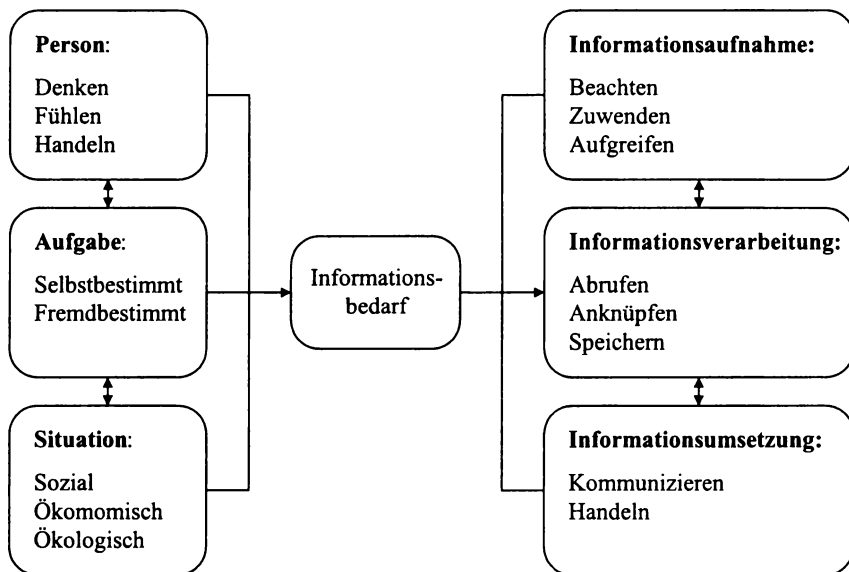 Person:
Denken
Fühlen
Handeln
Aufgabe:
Selbstbestimmt
Fremdbestimmt
Situation:
Sozial
Ökomomisch
Ökologisch
Informations-
bedarf
Informationsaufnahme:
Beachten
Zuwenden
Aufgreifen
Informationsverarbeitung:
Abrufen
Anknüpfen
Speichern
Informationsumsetzung:
Kommunizieren
Handeln